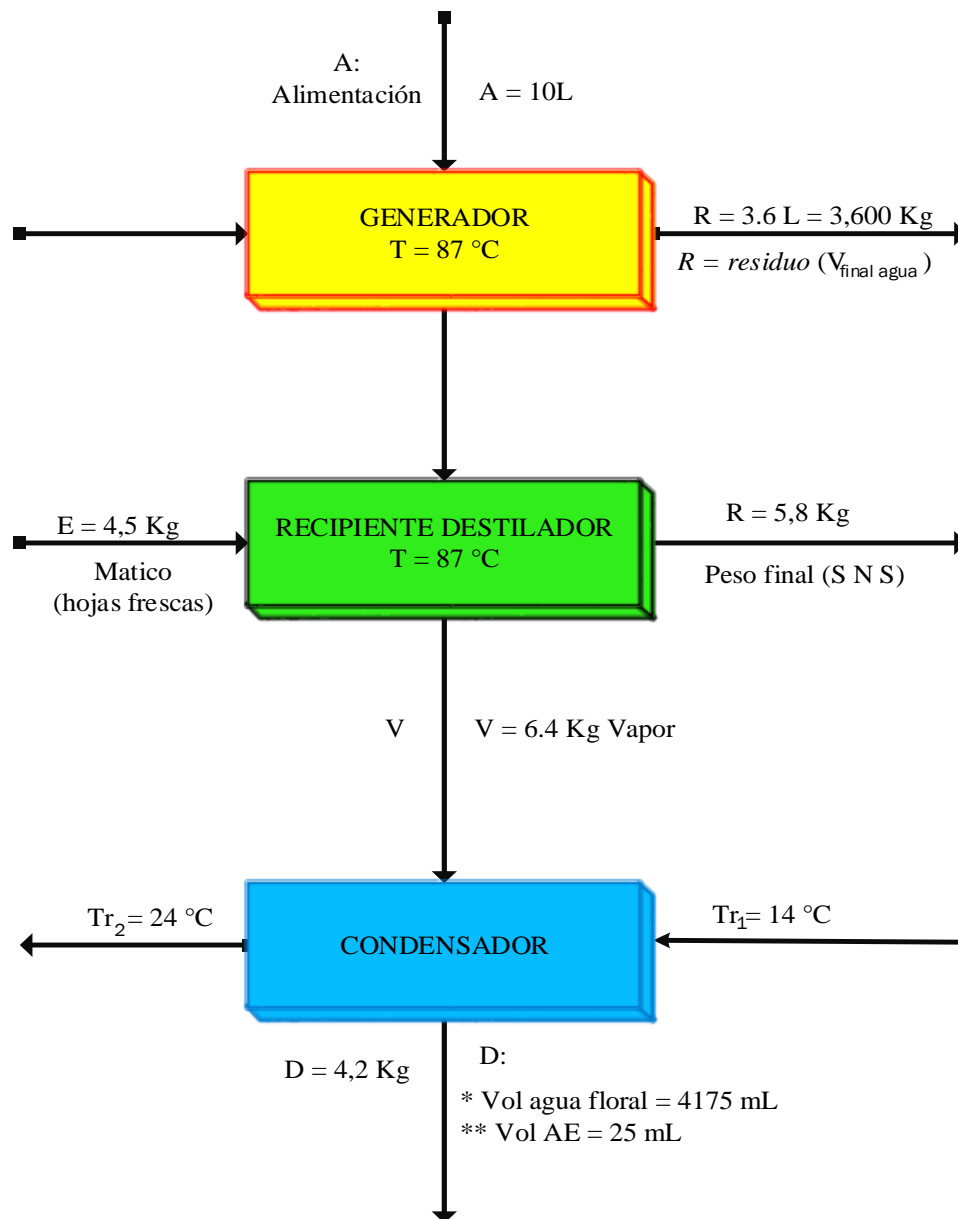 A:
Alimentación
A = 10L
GENERADOR
T = 87 °C
R = 3.6 L = 3,600 Kg
R = residuo (Vfinal agua)
E = 4,5 Kg
Matico
(hojas frescas)
RECIPIENTE DESTILADOR
T = 87 °C
R = 5,8 Kg
Peso final (S N S)
V
V = 6.4 Kg Vapor
Tr2= 24 °C
CONDENSADOR
Tr1= 14 °C
D = 4,2 Kg
D:
* Vol agua floral = 4175 mL
** Vol AE = 25 mL